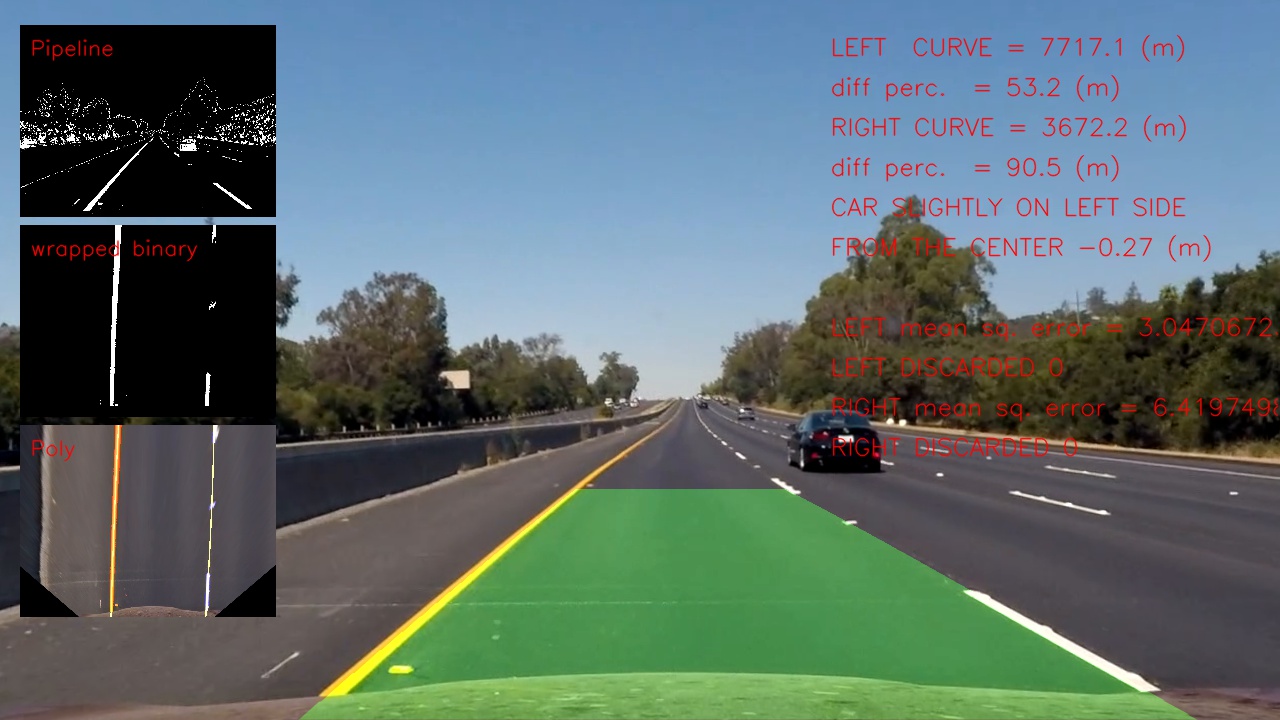 Pipeline
wrapped binary
Poly
LEFT CURVE = 7717.1 (m)
diff perc. = 53.2 (m)
RIGHT CURVE = 3672.2 (m)
diff perc. = 90.5 (m)
CAR SLIGHTLY ON LEFT SIDE
FROM THE CENTER -0.27 (m)
LEFT mean sq. error = 3.0470672
LEFT DISCARDED 0
RIGHT mean sq. error = 6.419749
RIGHT DISCARDED 0